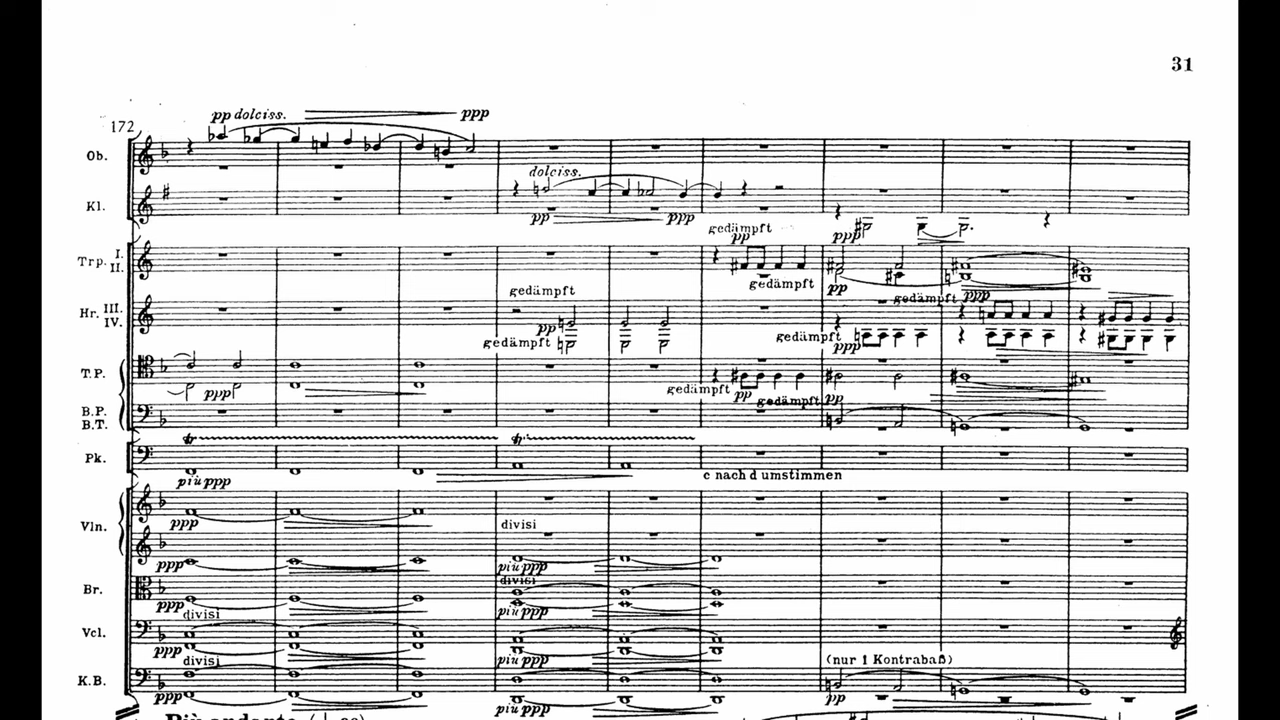 31
172
pp dolciss.
ppp
Ob.
dolciss.
Kl.
pp
ppp
gedämpft
pp
ppp
Trp. I.
II.
gedämpft
pp
gedämpft
gedämpft
ppp
Hr. III.
IV.
pp
gedämpft
gedämpft
ppp
T.P.
ppp
gedämpft
pp
gedämpft
pp
B.P.
B.T.
tr
tr
Pk.
più ppp
c nach d umstimmen
Vln.
ppp
divisi
ppp
più ppp
divisi
Br.
ppp
più ppp
divisi
Vcl.
ppp
più ppp
divisi
(nur 1 Kontrabaß)
K.B.
ppp
più ppp
pp